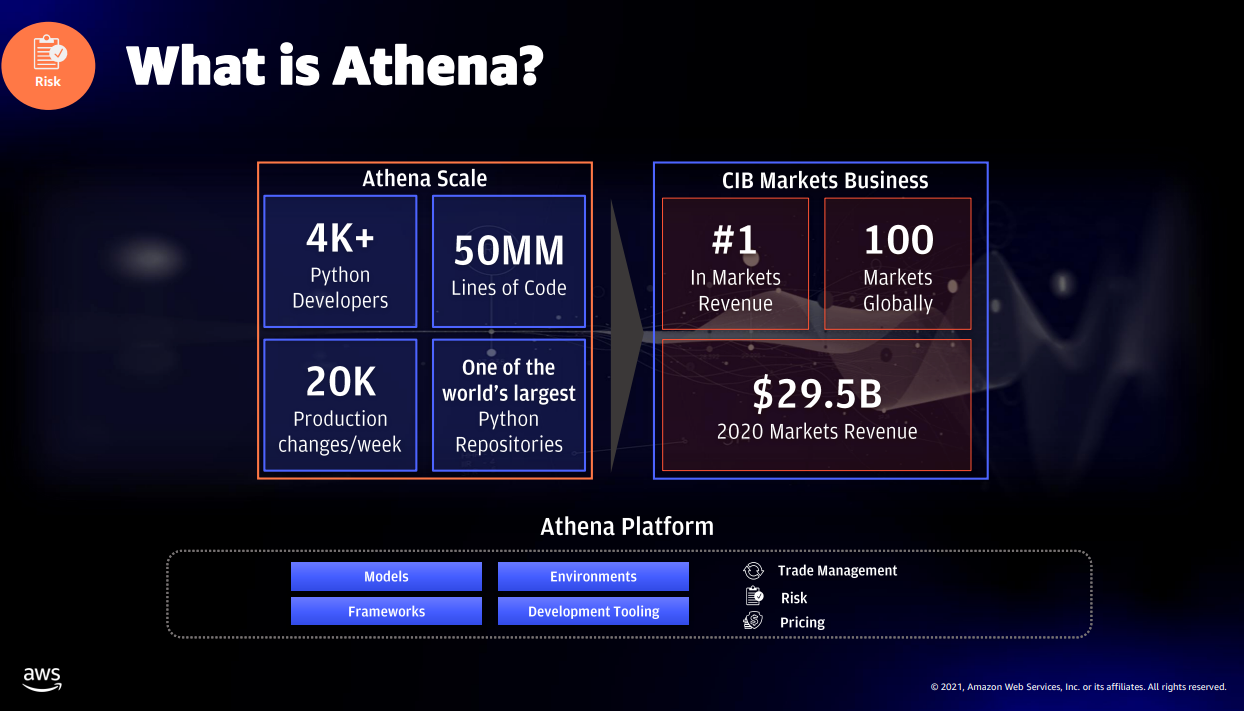 Risk
What is Athena?
Athena Scale
4K+
Python
Developers
50MM
Lines of Code
20K
Production
changes/week
One of the
world's largest
Python
Repositories
CIB Markets Business
#1
In Markets
Revenue
100
Markets
Globally
$29.5B
2020 Markets Revenue
Athena Platform
Models
Environments
Frameworks
Development Tooling
Trade Management
Risk
Pricing
aws
© 2021, Amazon Web Services, Inc. or its affiliates. All rights reserved.